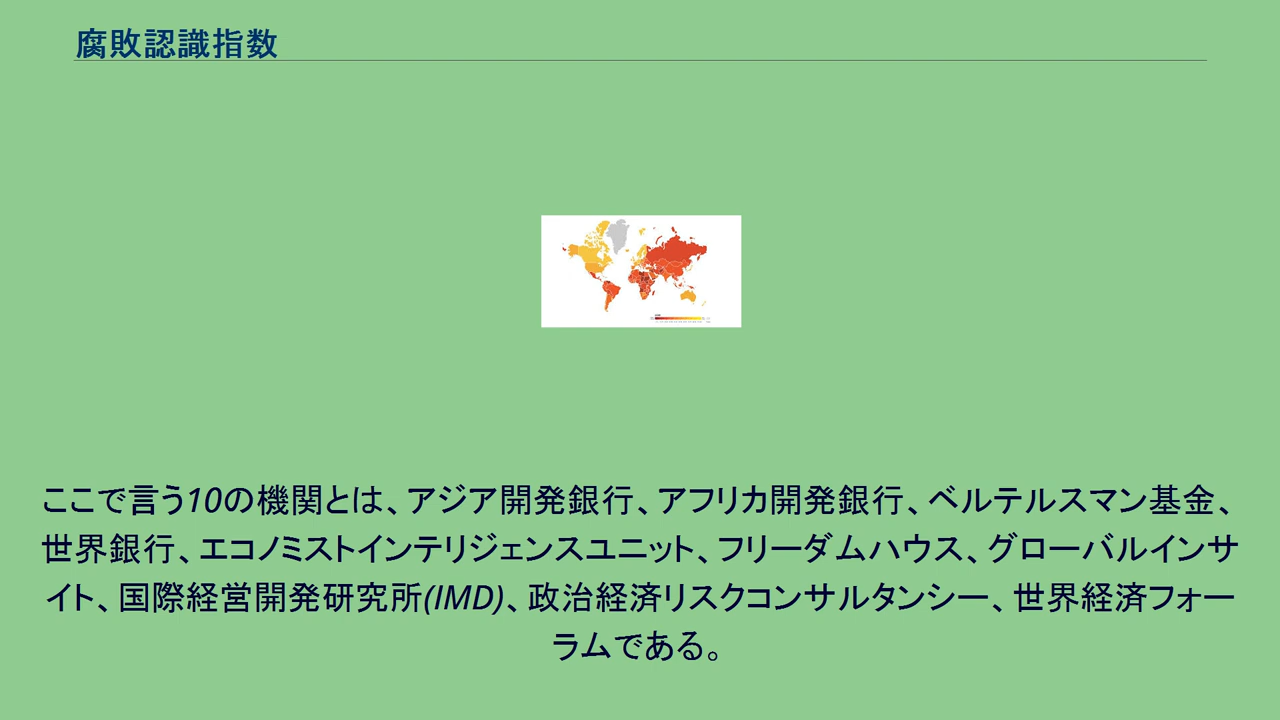 腐敗認識指数
ここで言う10の機関とは、アジア開発銀行、アフリカ開発銀行、ベルテルスマン基金、
世界銀行、エコノミストインテリジェンスユニット、フリーダムハウス、グローバルインサ
イト、国際経営開発研究所(IMD)、政治経済リスクコンサルタンシー、世界経済フォー
ラムである。